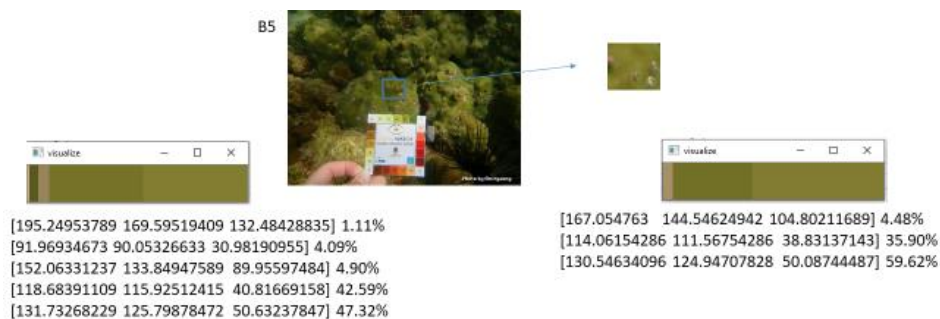 B5
visualize
[195.24953789 169.59519409 132.48428835] 1.11%
[91.96934673 90.05326633 30.98190955] 4.09%
[152.06331237 133.84947589 89.95597484] 4.90%
[118.68391109 115.92512415 40.81669158] 42.59%
[131.73268229 125.79878472 50.63237847] 47.32%
visualize
[167.054763 144.54624942 104.80211689] 4.48%
[114.06154286 111.56754286 38.83137143] 35.90%
[130.54634096 124.94707828 50.08744487] 59.62%